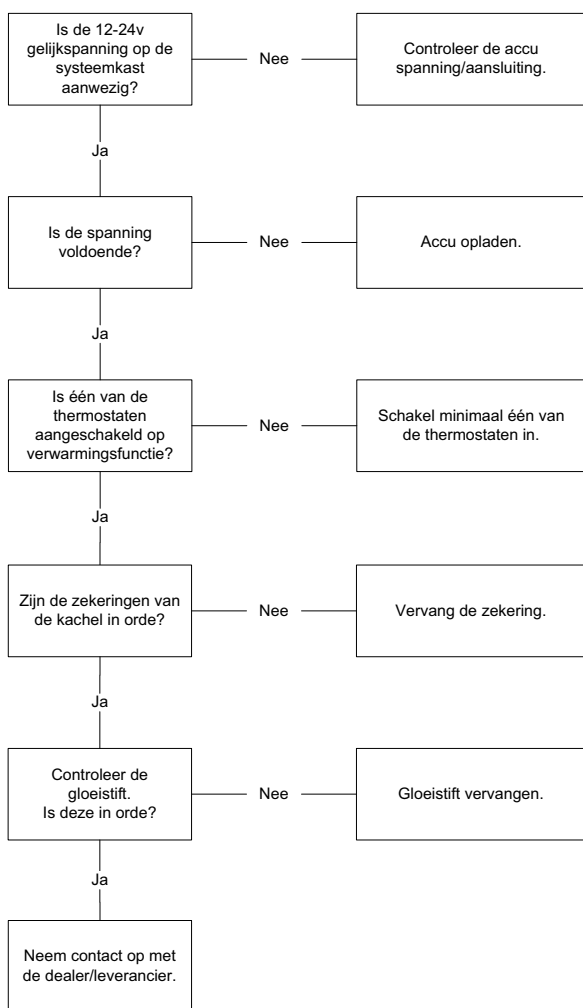 Is de 12-24v
gelijkspanning op de
systeemkast
aanwezig?
Nee
Controleer de accu
spanning/aansluiting.
Ja
Is de spanning
voldoende?
Nee
Accu opladen.
Ja
Is één van de
thermostaten
aangeschakeld op
verwarmingsfunctie?
Nee
Schakel minimaal één van
de thermostaten in.
Ja
Zijn de zekeringen van
de kachel in orde?
Nee
Vervang de zekering.
Ja
Controleer de
gloeistift.
Is deze in orde?
Nee
Gloeistift vervangen.
Ja
Neem contact op met
de dealer/leverancier.